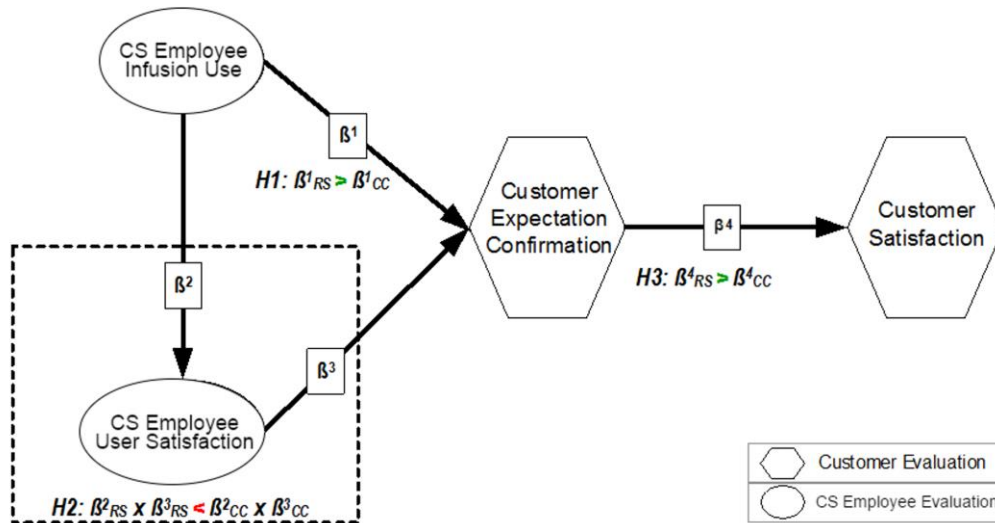 CS Employee
Infusion Use
ß¹
H1: ß¹RS > ß¹CC
Customer
Expectation
Confirmation
ß⁴
H3: ß⁴RS > ß⁴CC
Customer
Satisfaction
ß²
ß³
CS Employee
User Satisfaction
H2: ß²RS x ß³RS < ß²CC x ß³CC
Customer Evaluation
CS Employee Evaluation